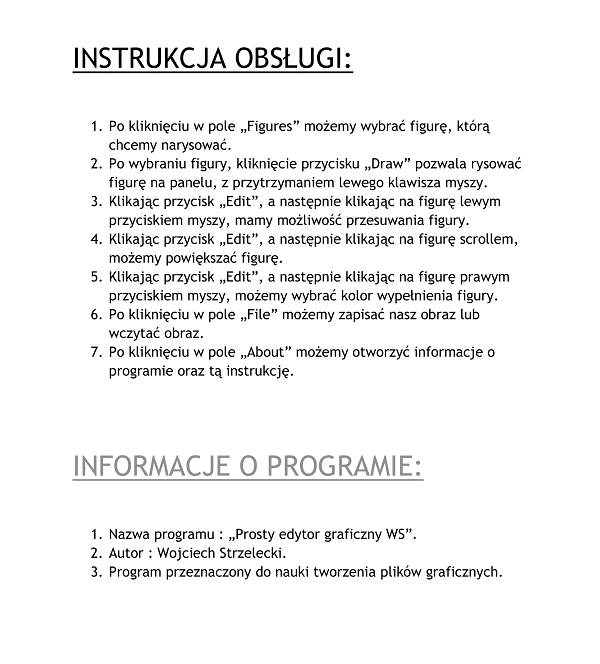 INSTRUKCJA OBSŁUGI:
1. Po kliknięciu w pole „Figures” możemy wybrać figurę, którą
chcemy narysować.
2. Po wybraniu figury, kliknięcie przycisku „Draw” pozwala rysować
figurę na panelu, z przytrzymaniem lewego klawisza myszy.
3. Klikając przycisk „Edit”, a następnie klikając na figurę lewym
przyciskiem myszy, mamy możliwość przesuwania figury.
4. Klikając przycisk „Edit”, a następnie klikając na figurę scrollem,
możemy powiększać figurę.
5. Klikając przycisk „Edit”, a następnie klikając na figurę prawym
przyciskiem myszy, możemy wybrać kolor wypełnienia figury.
6. Po kliknięciu w pole „File” możemy zapisać nasz obraz lub
wczytać obraz.
7. Po kliknięciu w pole „About” możemy otworzyć informacje o
programie oraz tą instrukcję.
INFORMACJE O PROGRAMIE:
1. Nazwa programu : „Prosty edytor graficzny WS”.
2. Autor : Wojciech Strzelecki.
3. Program przeznaczony do nauki tworzenia plików graficznych.